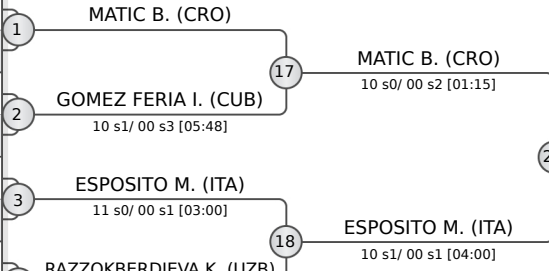 MATIC B. (CRO)
1
17
MATIC B. (CRO)
10 s0/ 00 s2 [01:15]
2
GOMEZ FERIA I. (CUB)
10 s1/ 00 s3 [05:48]
3
ESPOSITO M. (ITA)
11 s0/ 00 s1 [03:00]
18
ESPOSITO M. (ITA)
10 s1/ 00 s1 [04:00]
RAZZOKBERDIEVA K. (UZB)